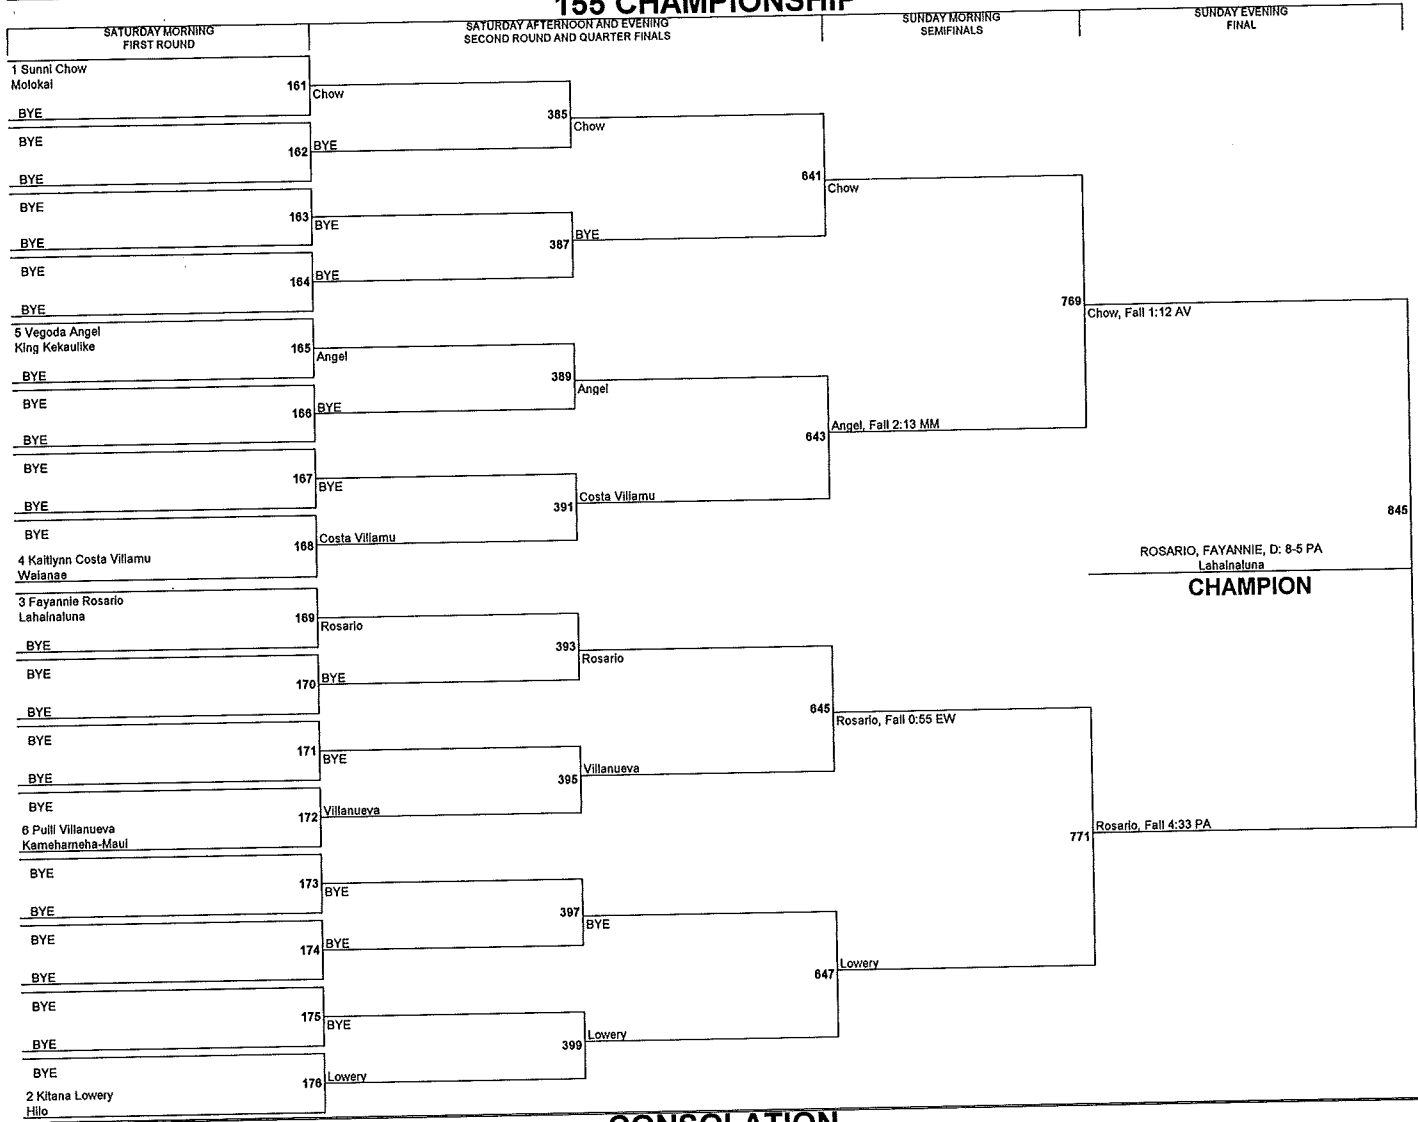 155 CHAMPIONSHIP
SATURDAY MORNING
FIRST ROUND
SATURDAY AFTERNOON AND EVENING
SECOND ROUND AND QUARTER FINALS
SUNDAY MORNING
SEMIFINALS
SUNDAY EVENING
FINAL
1 Sunni Chow
Molokai
161
BYE
Chow
385
Chow
BYE
162
BYE
BYE
641
Chow
BYE
163
BYE
BYE
387
BYE
BYE
164
BYE
BYE
769
Chow, Fall 1:12 AV
5 Vegoda Angel
King Kekaulike
165
BYE
Angel
389
Angel
BYE
166
BYE
BYE
643
Angel, Fall 2:13 MM
BYE
167
BYE
BYE
391
Costa Villamu
BYE
168
Costa Villamu
4 Kaitlynn Costa Villamu
Waianae
845
ROSARIO, FAYANNIE, D: 8-5 PA
Lahainaluna
CHAMPION
3 Fayannie Rosario
Lahainaluna
169
BYE
Rosario
393
Rosario
BYE
170
BYE
BYE
645
Rosario, Fall 0:55 EW
BYE
171
BYE
BYE
395
Villanueva
BYE
172
Villanueva
6 Puili Villanueva
Kamehameha-Maui
771
Rosario, Fall 4:33 PA
BYE
173
BYE
BYE
397
BYE
BYE
174
BYE
BYE
647
Lowery
BYE
175
BYE
BYE
399
Lowery
BYE
176
Lowery
2 Kitana Lowery
Hilo
CONSOLATION